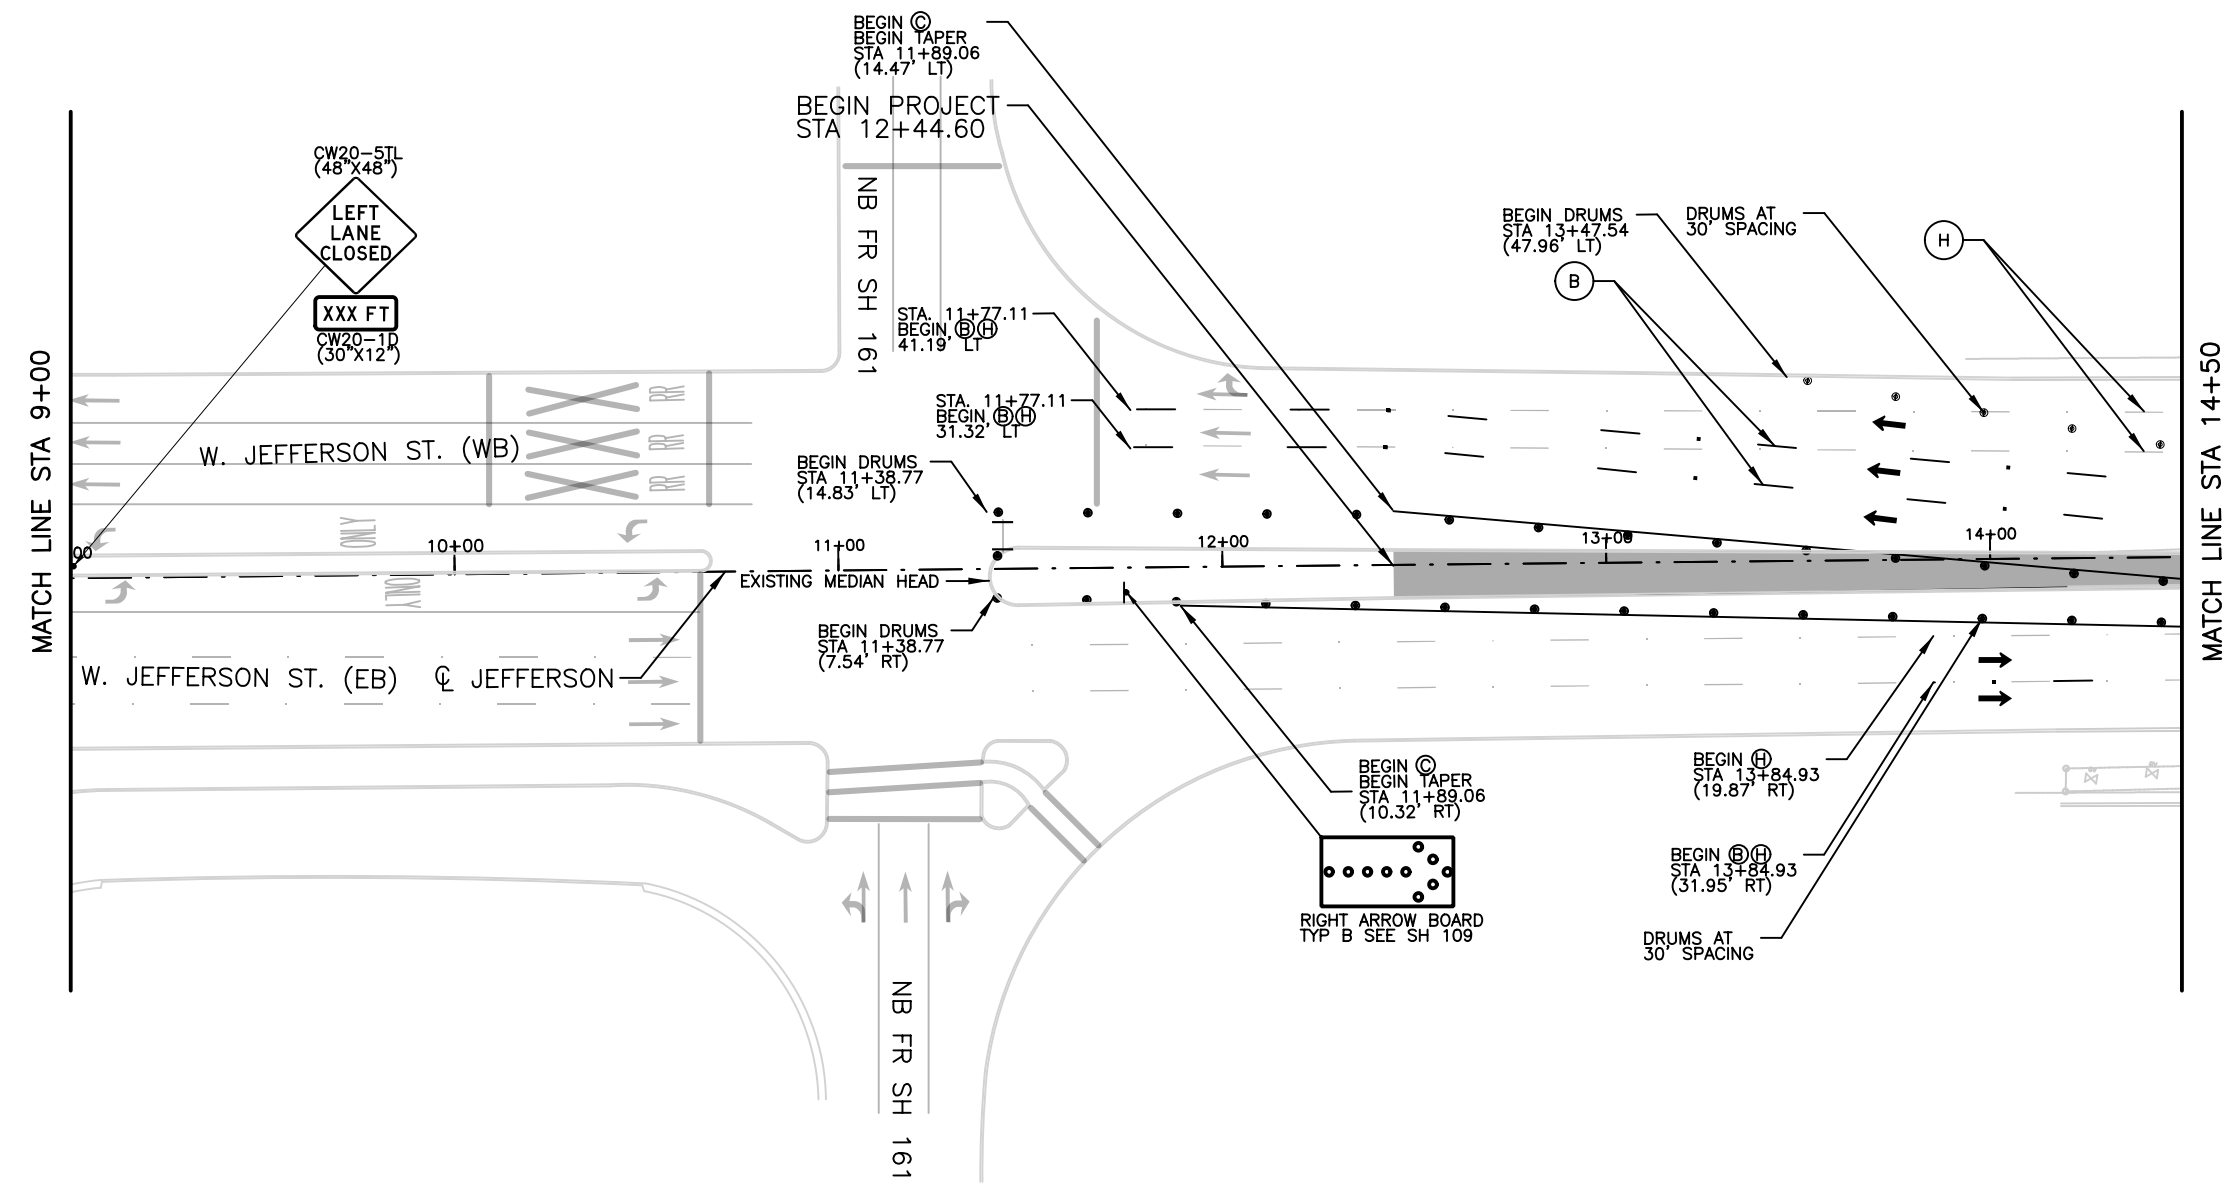 BEGIN Ⓒ
BEGIN TAPER
STA 11+89.06
(14.47' LT)
BEGIN PROJECT
STA 12+44.60
CW20-5TL
(48"X48")
LEFT
LANE
CLOSED
XXX FT
CW20-1D
(30"X12")
NB FR SH 161
BEGIN DRUMS
STA 13+47.54
(47.96' LT)
DRUMS AT
30' SPACING
H
B
STA. 11+77.11
BEGIN ⒷⒽ
41.19' LT
STA. 11+77.11
BEGIN ⒷⒽ
31.32' LT
MATCH LINE STA 9+00
MATCH LINE STA 14+50
W. JEFFERSON ST. (WB)
RR
RR
RR
BEGIN DRUMS
STA 11+38.77
(14.83' LT)
ONLY
ONLY
00
10+00
11+00
12+00
13+00
14+00
EXISTING MEDIAN HEAD
BEGIN DRUMS
STA 11+38.77
(7.54' RT)
W. JEFFERSON ST. (EB)
℄ JEFFERSON
BEGIN Ⓒ
BEGIN TAPER
STA 11+89.06
(10.32' RT)
BEGIN Ⓗ
STA 13+84.93
(19.87' RT)
BEGIN ⒷⒽ
STA 13+84.93
(31.95' RT)
RIGHT ARROW BOARD
TYP B SEE SH 109
DRUMS AT
30' SPACING
NB FR SH 161